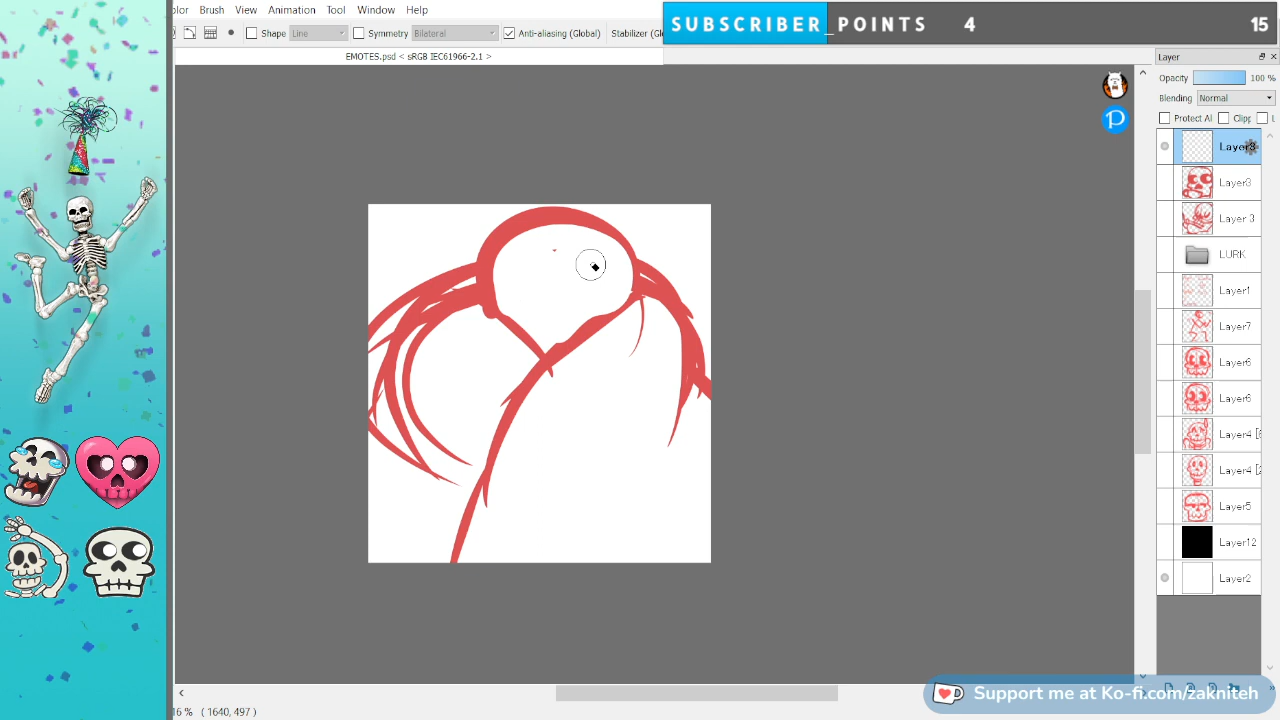 olor Brush View Animation Tool Window Help
SUBSCRIBER_POINTS 4 15
Shape Line Symmetry Bilateral Anti-aliasing (Global) Stabilizer (Gl
EMOTES.psd < sRGB IEC61966-2.1 >
Layer
Opacity 100 %
Blending Normal
Protect Al Clipp
Layer8
Layer3
Layer 3
LURK
Layer1
Layer7
Layer6
Layer6
Layer4
Layer4
Layer5
Layer12
Layer2
Support me at Ko-fi.com/zakniteh
16 % ( 1640, 497 )